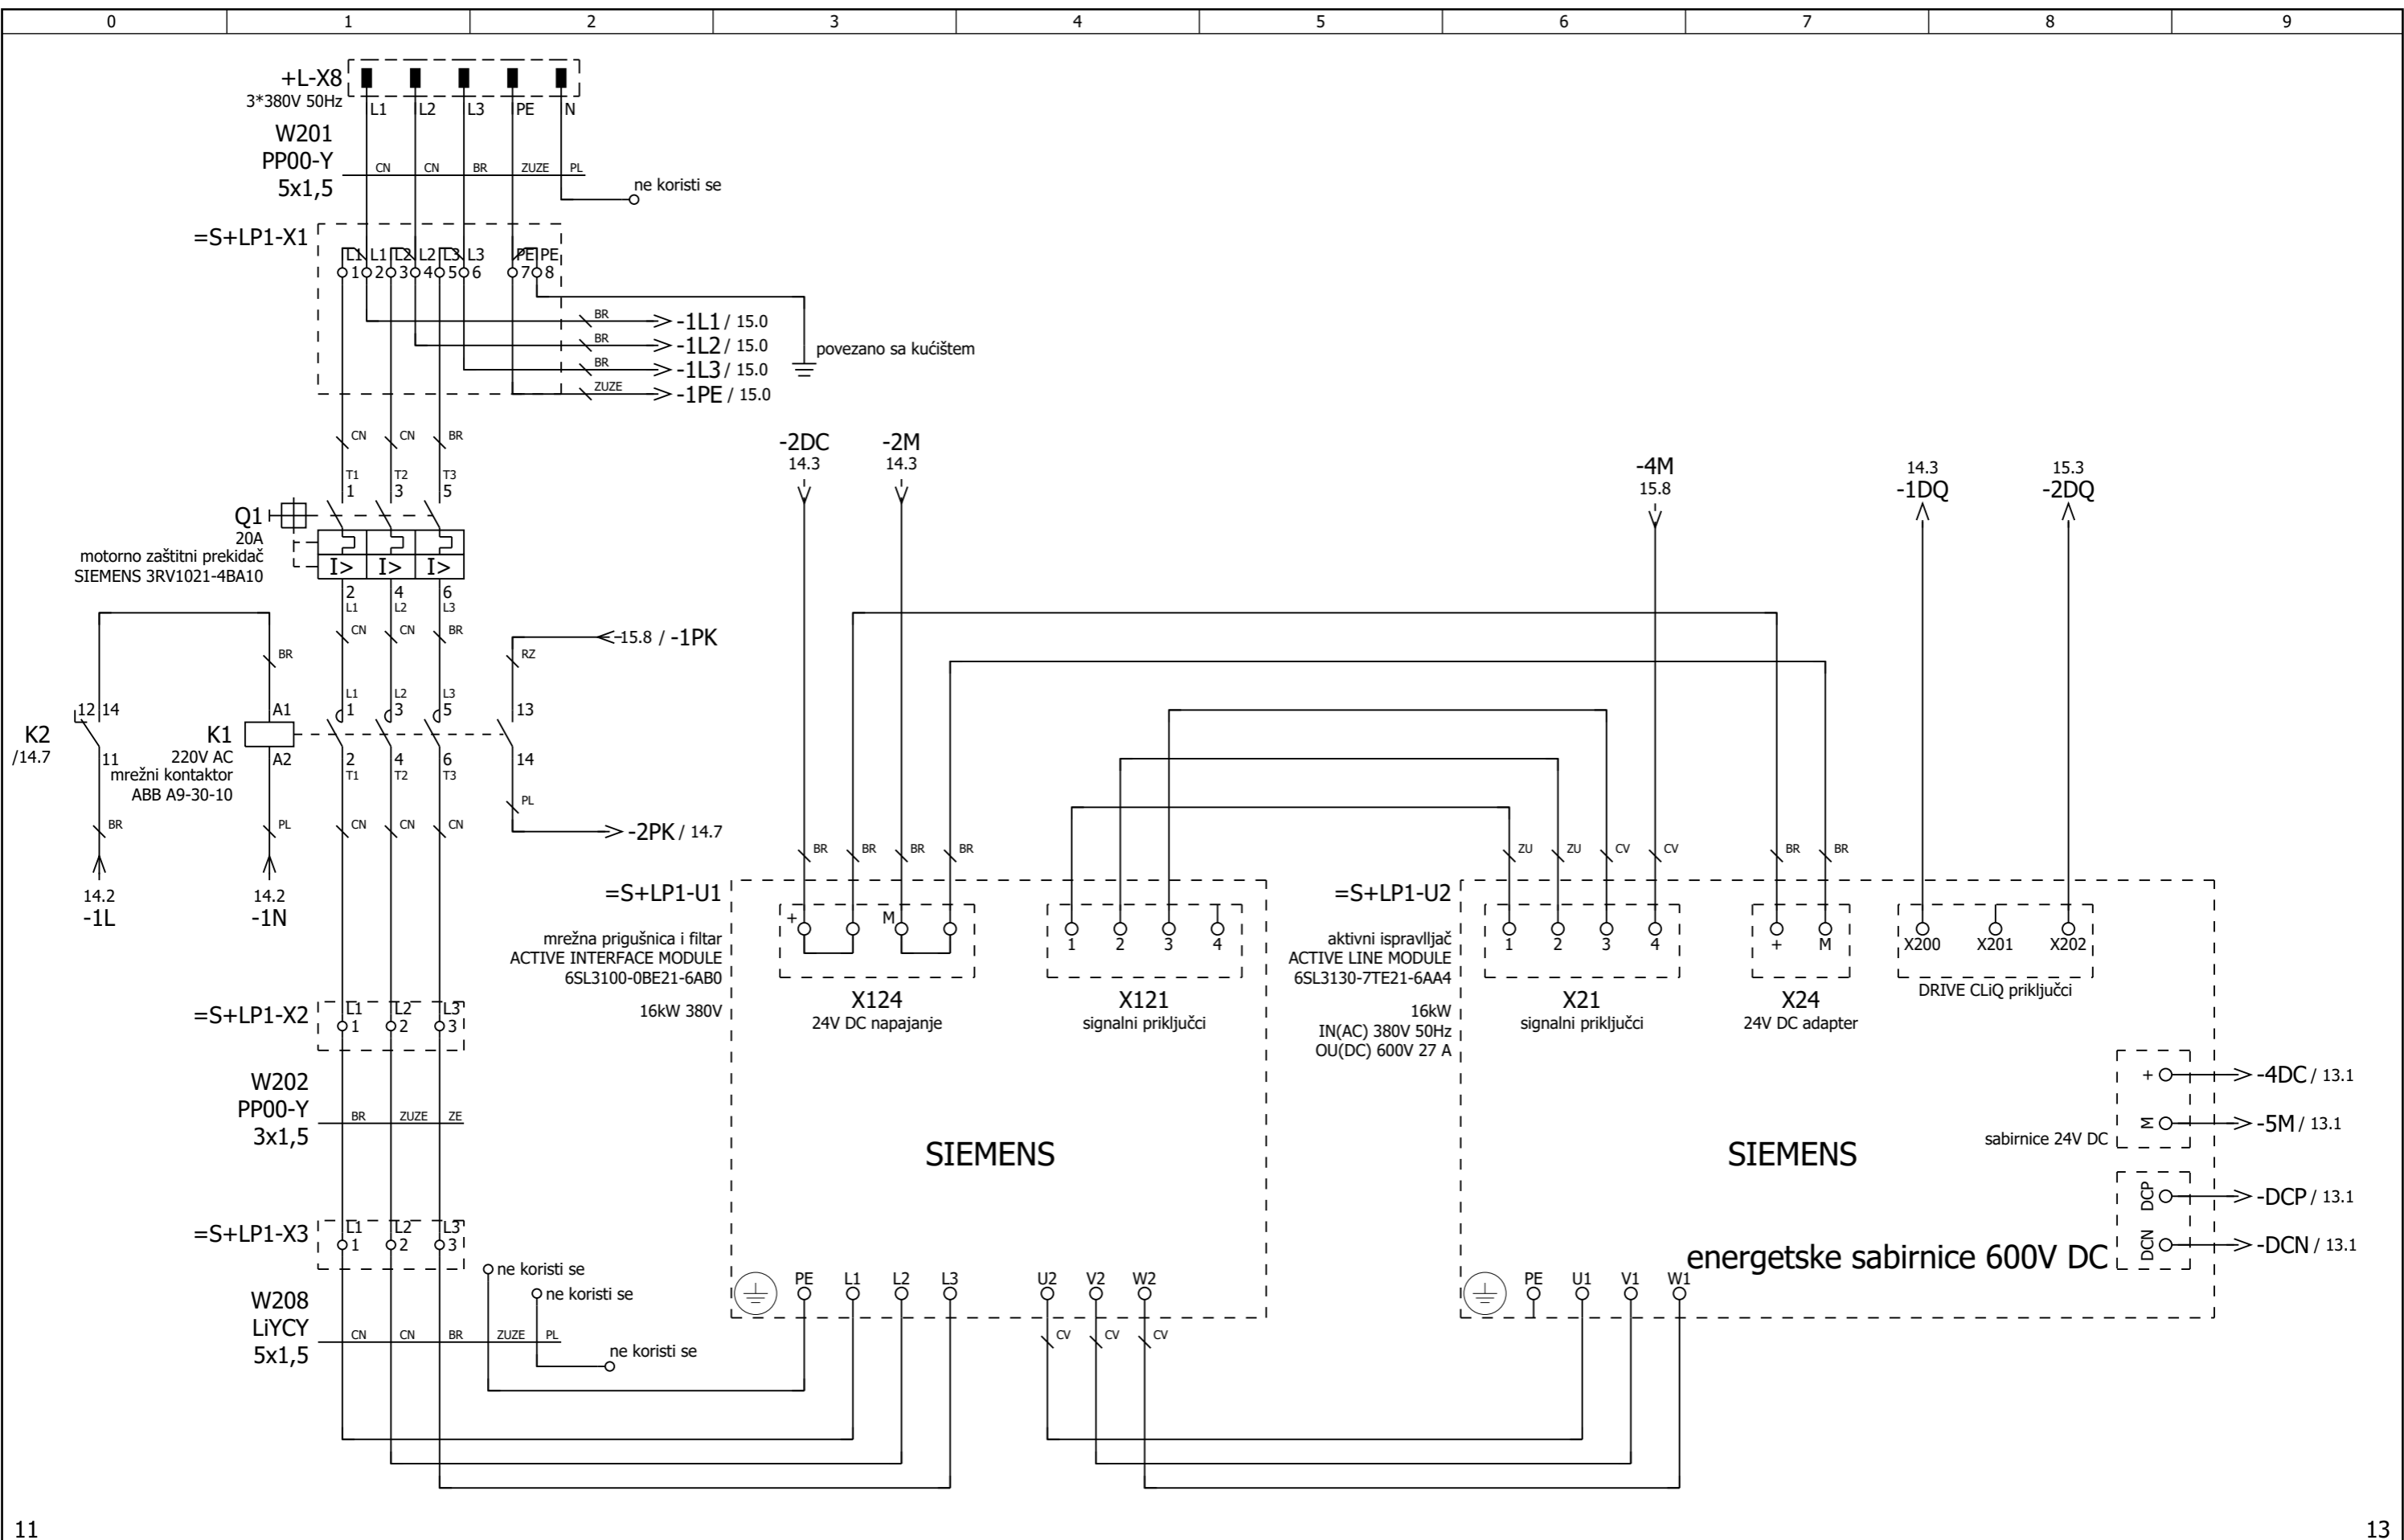 0 1 2 3 4 5 6 7 8 9
+L-X8
3*380V 50Hz
L1 L2 L3 PE N
W201
PP00-Y
5x1,5
CN CN BR ZUZE PL
ne koristi se
=S+LP1-X1
L1 L1 L2 L2 L3 L3 PE PE
1 2 3 4 5 6 7 8
BR -1L1 / 15.0
BR -1L2 / 15.0
BR -1L3 / 15.0
ZUZE -1PE / 15.0
povezano sa kućištem
CN CN BR
T1 T2 T3
1 3 5
Q1
20A
motorno zaštitni prekidač
SIEMENS 3RV1021-4BA10
I> I> I>
2 4 6
L1 L2 L3
CN CN BR
15.8 / -1PK
RZ
BR
L1 L2 L3
12 14
A1
1 3 5
13
K2
/14.7
11
K1
220V AC
mrežni kontaktor
ABB A9-30-10
A2
2 4 6
T1 T2 T3
14
PL
BR
PL
CN CN CN
-2PK / 14.7
14.2
-1L
14.2
-1N
-2DC
14.3
-2M
14.3
-4M
15.8
14.3
-1DQ
15.3
-2DQ
BR BR BR BR
ZU ZU CV CV
BR BR
=S+LP1-U1
mrežna prigušnica i filtar
ACTIVE INTERFACE MODULE
6SL3100-0BE21-6AB0
16kW 380V
+ M
X124
24V DC napajanje
1 2 3 4
X121
signalni priključci
=S+LP1-U2
aktivni ispravlljač
ACTIVE LINE MODULE
6SL3130-7TE21-6AA4
16kW
IN(AC) 380V 50Hz
OU(DC) 600V 27 A
1 2 3 4
X21
signalni priključci
+ M
X24
24V DC adapter
X200 X201 X202
DRIVE CLiQ priključci
=S+LP1-X2
L1 L2 L3
1 2 3
W202
PP00-Y
3x1,5
BR ZUZE ZE
SIEMENS
SIEMENS
+ -4DC / 13.1
M -5M / 13.1
sabirnice 24V DC
DCP -DCP / 13.1
DCN -DCN / 13.1
energetske sabirnice 600V DC
=S+LP1-X3
L1 L2 L3
1 2 3
ne koristi se
ne koristi se
W208
LiYCY
5x1,5
CN CN BR ZUZE PL
ne koristi se
PE L1 L2 L3 U2 V2 W2
PE U1 V1 W1
CV CV CV
11
13